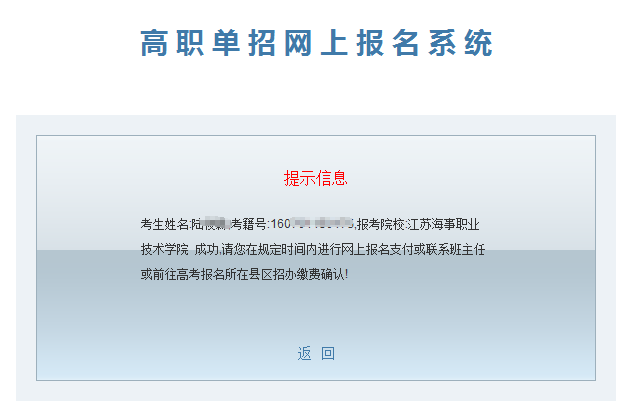 高职单招网上报名系统
提示信息
考生姓名:陆 考籍号:160 ,报考院校:江苏海事职业
技术学院 成功,请您在规定时间内进行网上报名支付或联系班主任
或前往高考报名所在县区招办缴费确认!
返 回